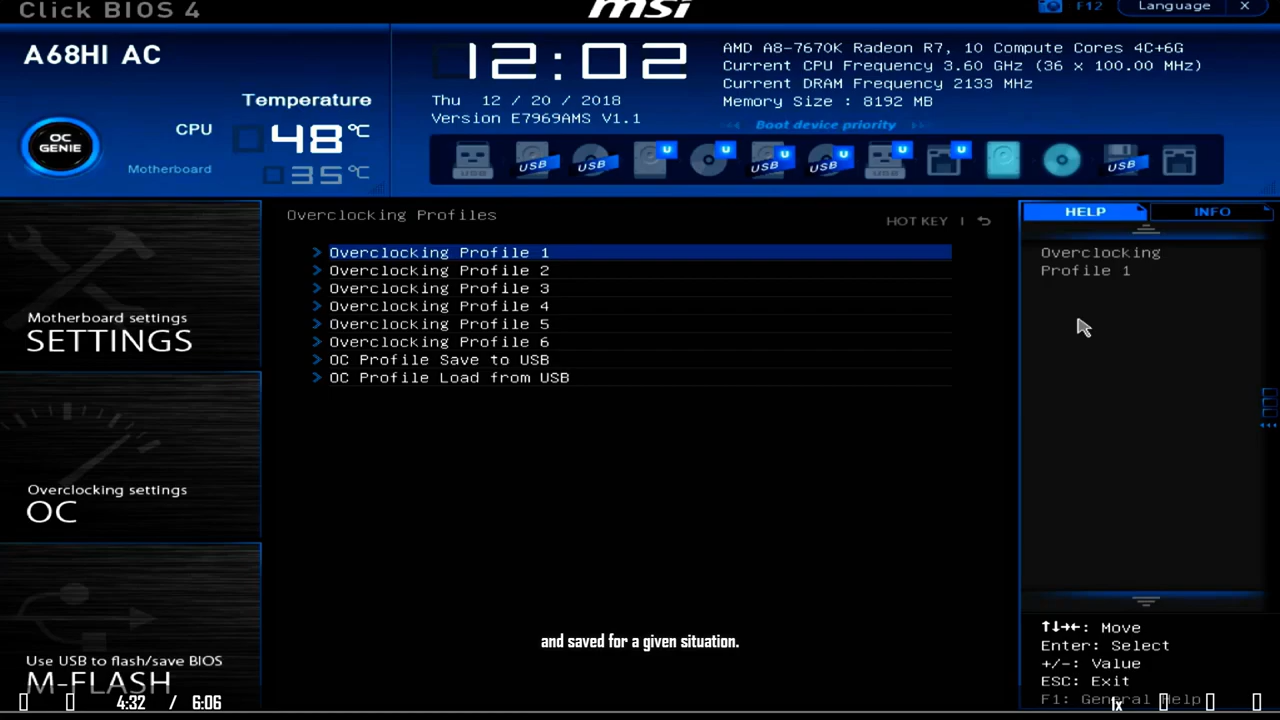 Click BIOS 4
msi
F12
Language
X
A68HI AC
12:02
AMD A8-7670K Radeon R7, 10 Compute Cores 4C+6G
Current CPU Frequency 3.60 GHz (36 x 100.00 MHz)
Current DRAM Frequency 2133 MHz
Memory Size : 8192 MB
Temperature
Thu 12 / 20 / 2018
Version E7969AMS V1.1
Boot device priority
OC
GENIE
CPU
48°C
Motherboard
35°C
USB
USB
USB
U
U
USB
U
USB
U
USB
U
U
USB
Overclocking Profiles
HOT KEY
HELP
INFO
> Overclocking Profile 1
> Overclocking Profile 2
> Overclocking Profile 3
> Overclocking Profile 4
> Overclocking Profile 5
> Overclocking Profile 6
> OC Profile Save to USB
> OC Profile Load from USB
Overclocking
Profile 1
Motherboard settings
SETTINGS
Overclocking settings
OC
Use USB to flash/save BIOS
M-FLASH
and saved for a given situation.
↑↓→←: Move
Enter: Select
+/-: Value
ESC: Exit
F1: General Help
4:32 / 6:06
1x